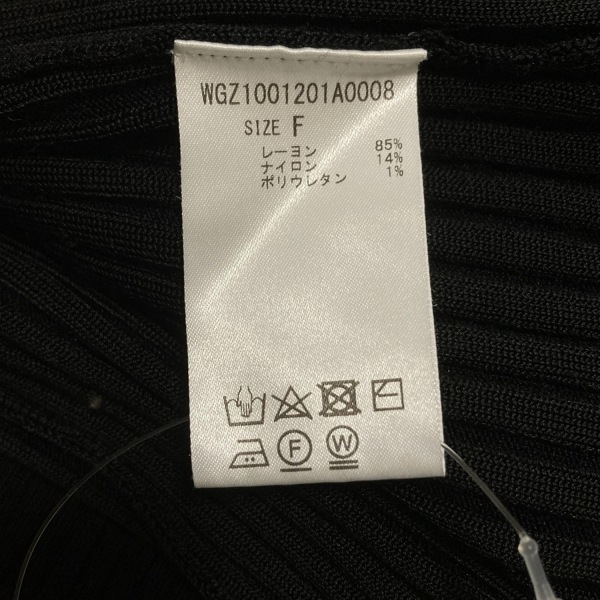 WGZ1001201A0008
SIZE F
レーヨン 85%
ナイロン 14%
ポリウレタン 1%
F W